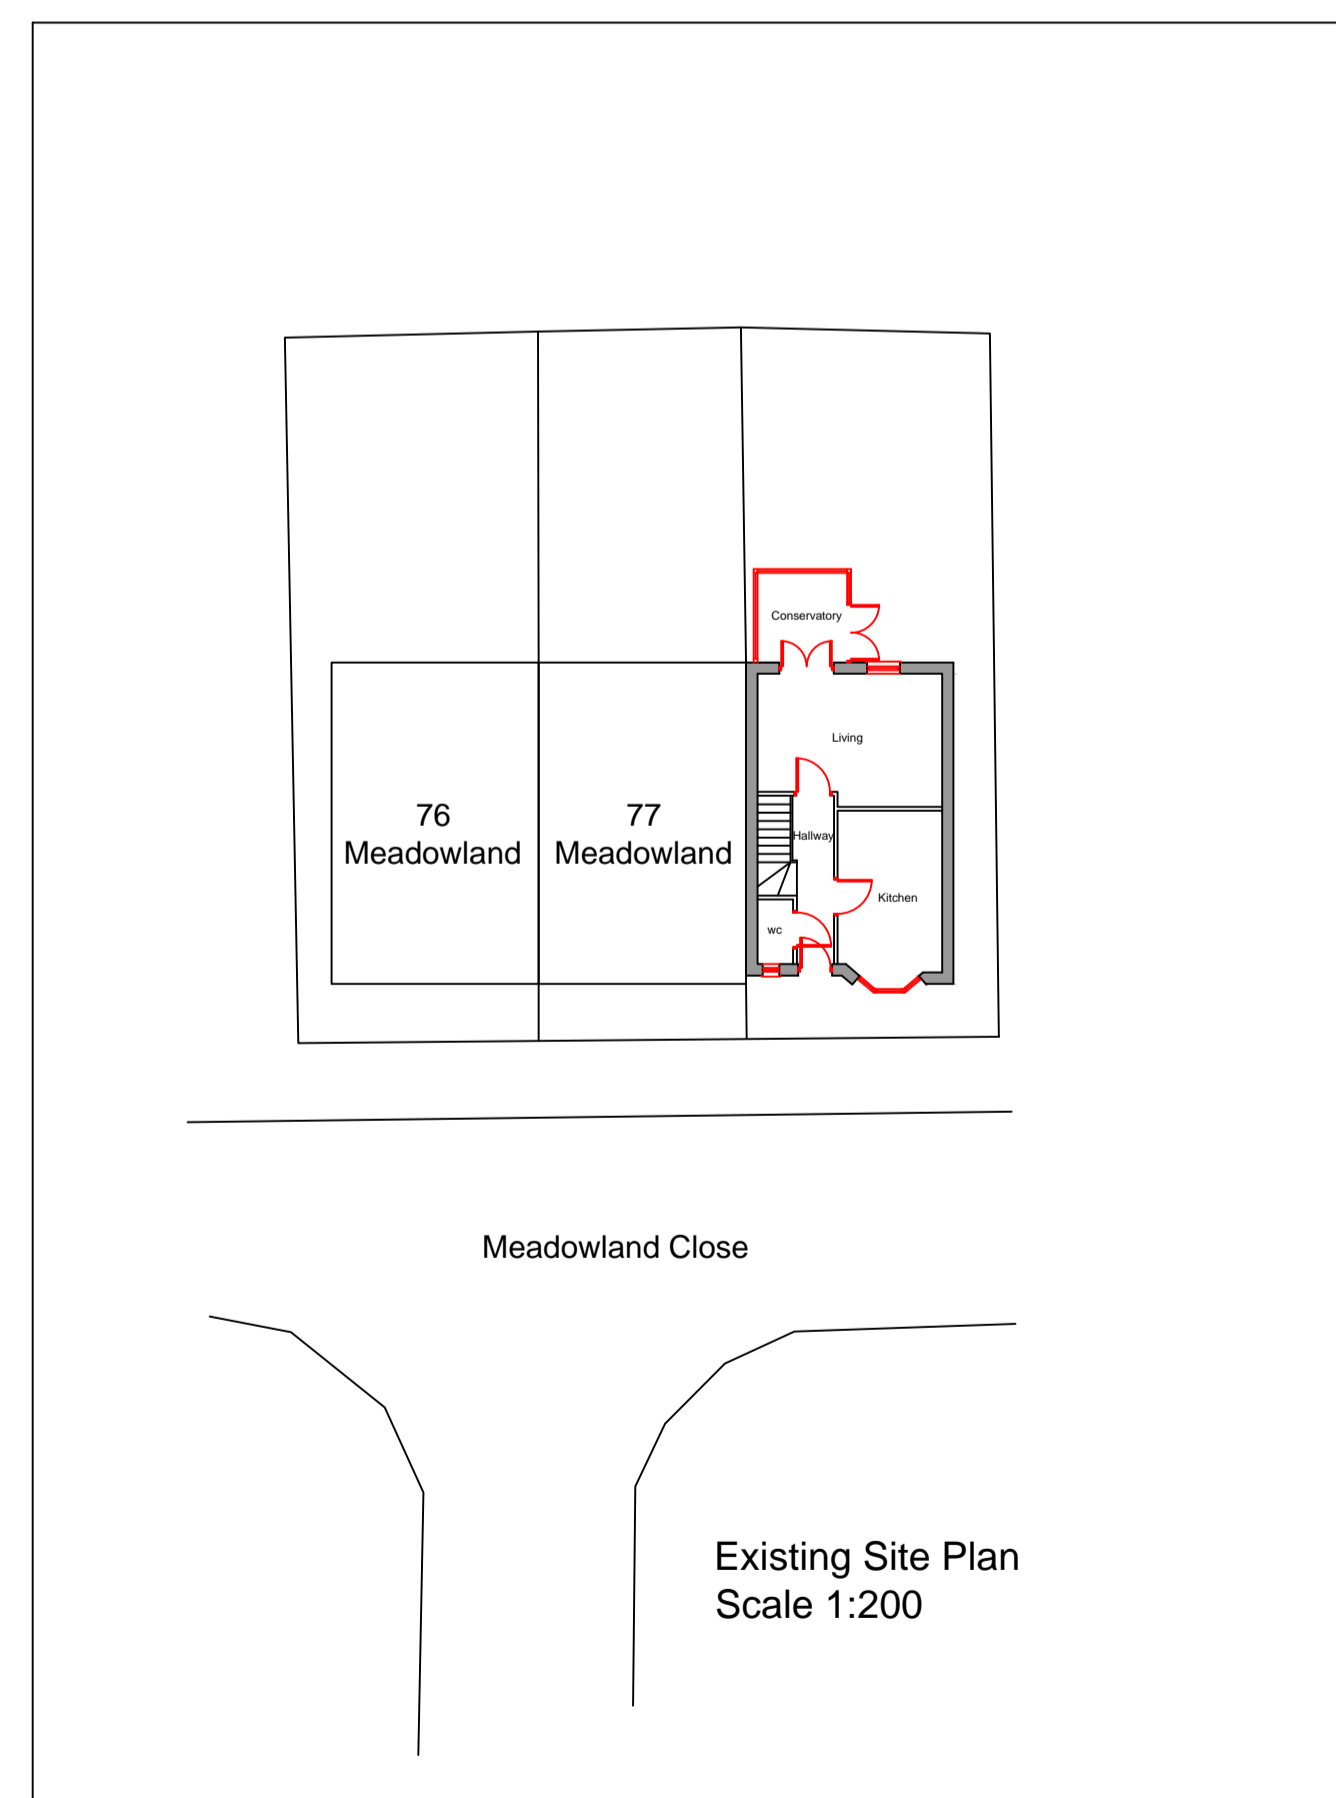 Conservatory
Living
76
Meadowland
77
Meadowland
Hallway
Kitchen
wc
Meadowland Close
Existing Site Plan
Scale 1:200